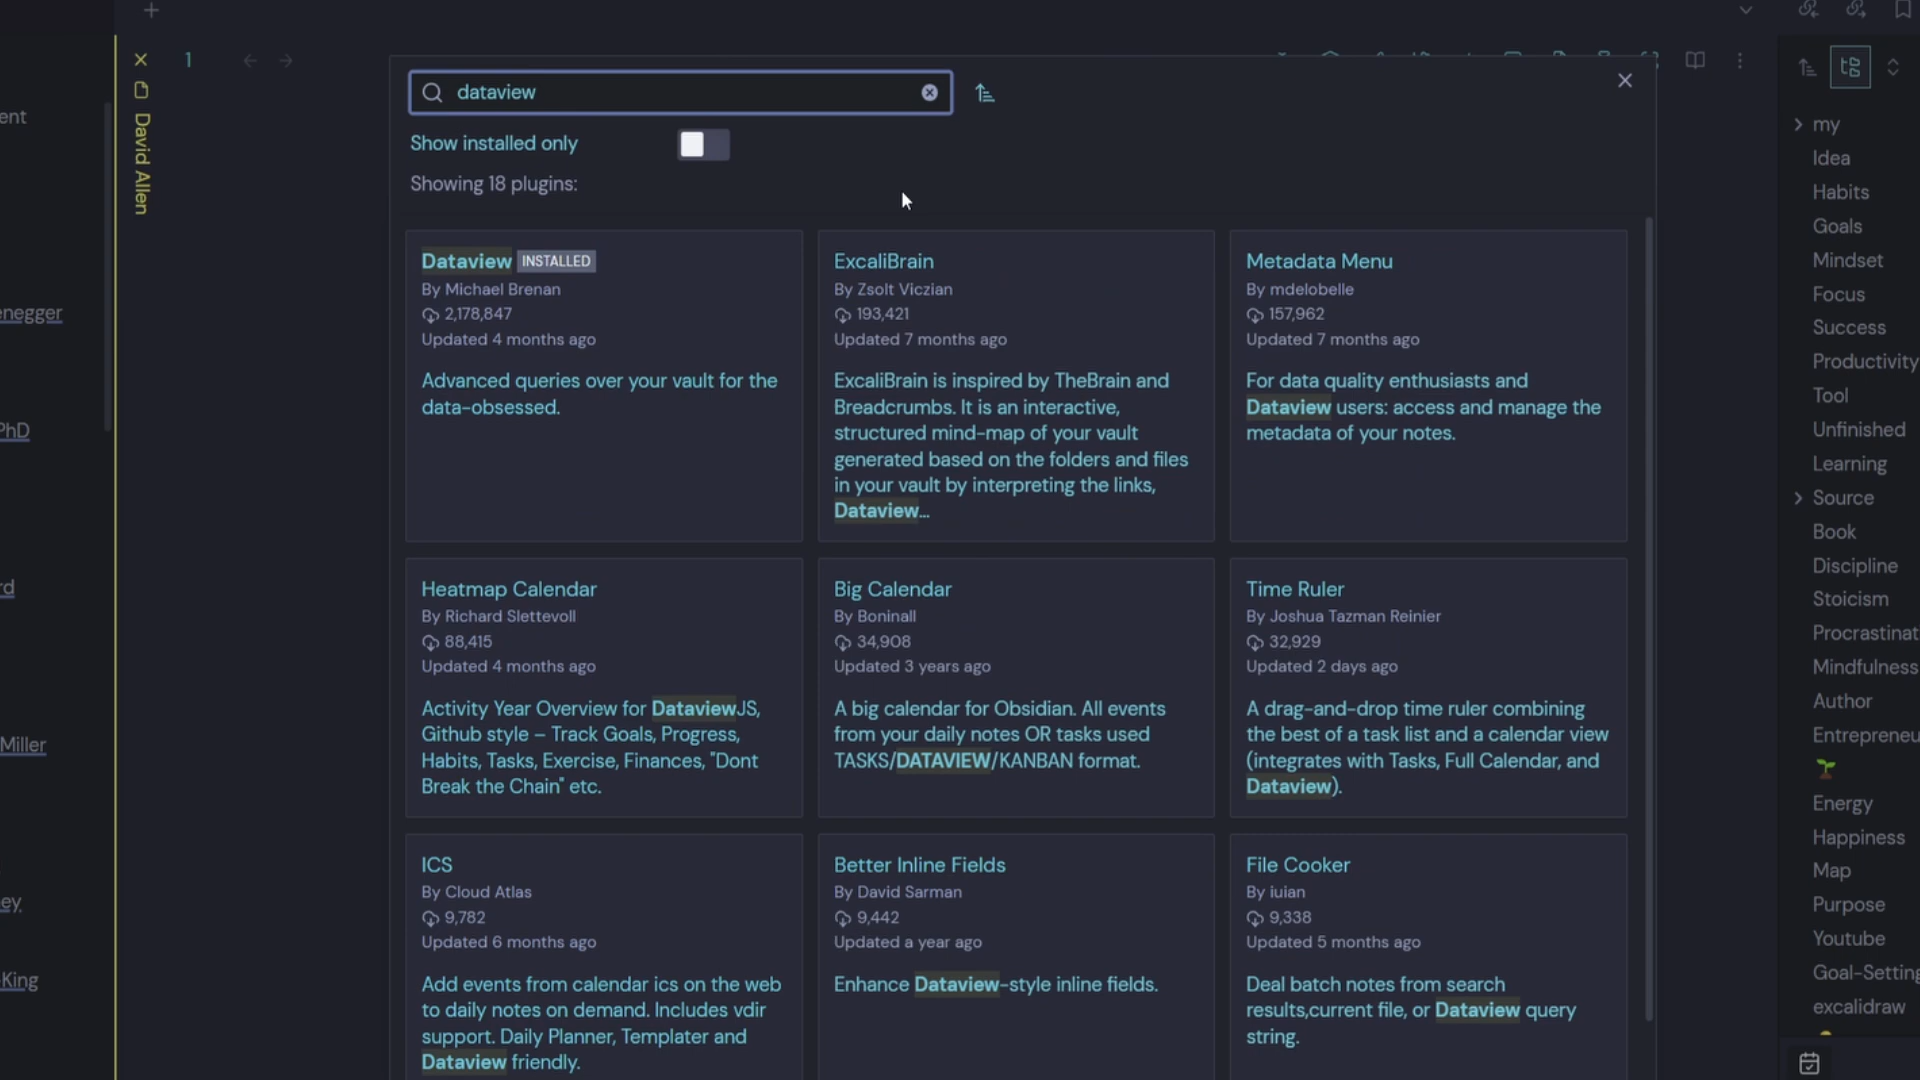 ent
enegger
PhD
rd
Miller
ey
-King
David Allen
1
dataview
Show installed only
Showing 18 plugins:
Dataview INSTALLED
By Michael Brenan
2,178,847
Updated 4 months ago
Advanced queries over your vault for the
data-obsessed.
ExcaliBrain
By Zsolt Viczian
193,421
Updated 7 months ago
ExcaliBrain is inspired by TheBrain and
Breadcrumbs. It is an interactive,
structured mind-map of your vault
generated based on the folders and files
in your vault by interpreting the links,
Dataview...
Metadata Menu
By mdelobelle
157,962
Updated 7 months ago
For data quality enthusiasts and
Dataview users: access and manage the
metadata of your notes.
Heatmap Calendar
By Richard Slettevoll
88,415
Updated 4 months ago
Activity Year Overview for DataviewJS,
Github style – Track Goals, Progress,
Habits, Tasks, Exercise, Finances, "Dont
Break the Chain" etc.
Big Calendar
By Boninall
34,908
Updated 3 years ago
A big calendar for Obsidian. All events
from your daily notes OR tasks used
TASKS/DATAVIEW/KANBAN format.
Time Ruler
By Joshua Tazman Reinier
32,929
Updated 2 days ago
A drag-and-drop time ruler combining
the best of a task list and a calendar view
(integrates with Tasks, Full Calendar, and
Dataview).
ICS
By Cloud Atlas
9,782
Updated 6 months ago
Add events from calendar ics on the web
to daily notes on demand. Includes vdir
support. Daily Planner, Templater and
Dataview friendly.
Better Inline Fields
By David Sarman
9,442
Updated a year ago
Enhance Dataview-style inline fields.
File Cooker
By iuian
9,338
Updated 5 months ago
Deal batch notes from search
results,current file, or Dataview query
string.
my
Idea
Habits
Goals
Mindset
Focus
Success
Productivity
Tool
Unfinished
Learning
Source
Book
Discipline
Stoicism
Procrastinat
Mindfulness
Author
Entrepreneu
Energy
Happiness
Map
Purpose
Youtube
Goal-Setting
excalidraw